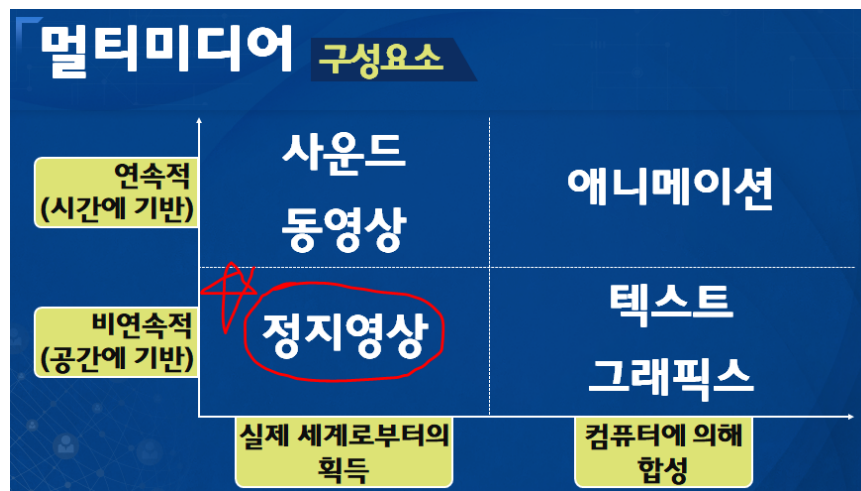 멀티미디어 구성요소
연속적
(시간에 기반)
사운드
동영상
애니메이션
비연속적
(공간에 기반)
정지영상
텍스트
그래픽스
실제 세계로부터의
획득
컴퓨터에 의해
합성